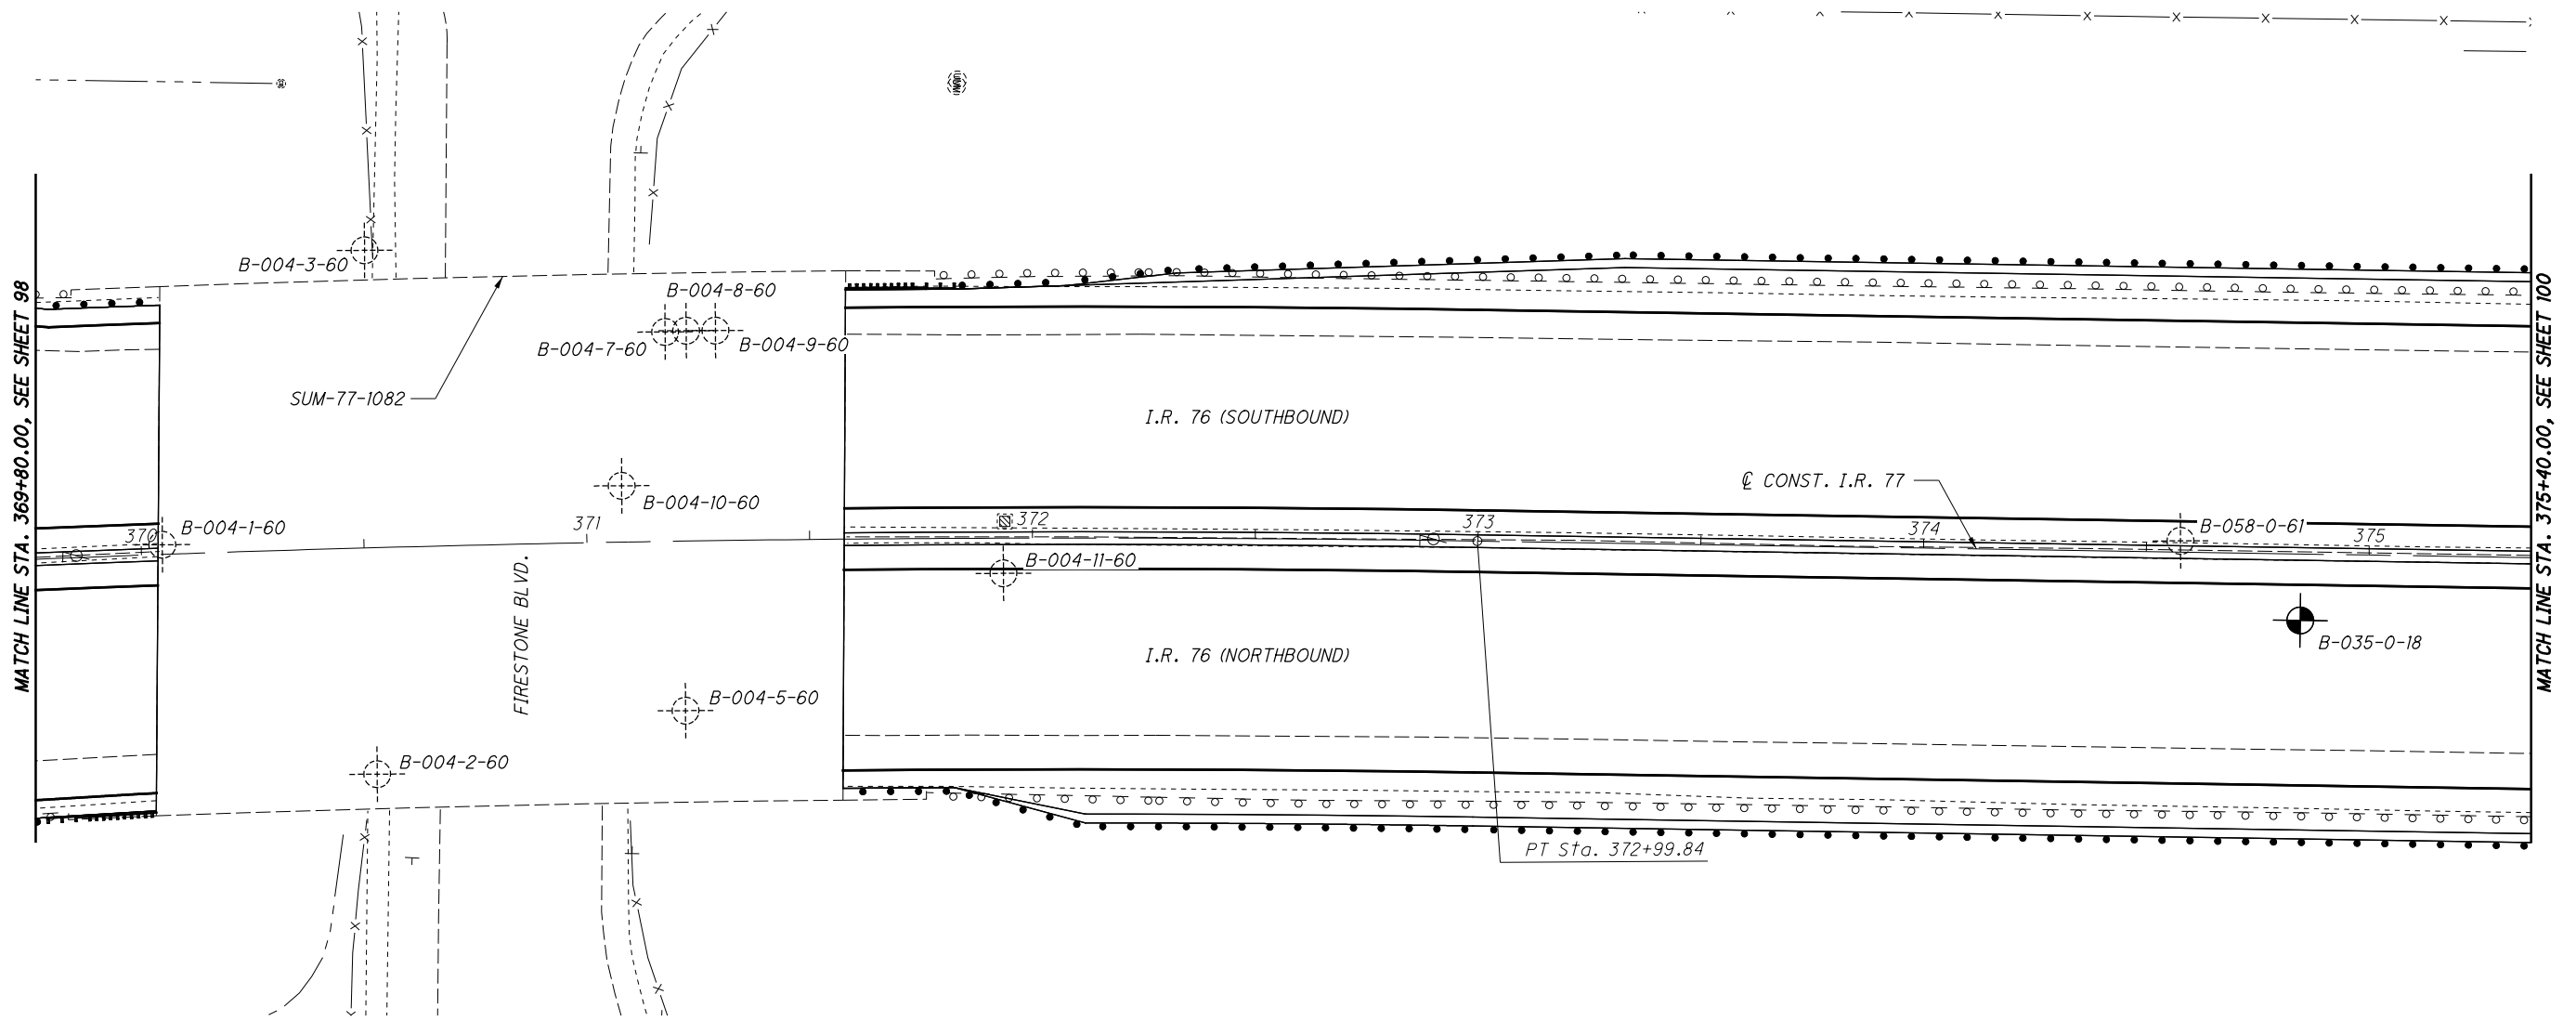 MATCH LINE STA. 369+80.00, SEE SHEET 98
B-004-3-60
B-004-8-60
B-004-7-60
B-004-9-60
SUM-77-1082
I.R. 76 (SOUTHBOUND)
℄ CONST. I.R. 77
B-004-10-60
370
B-004-1-60
371
372
373
374
B-058-0-61
375
B-004-11-60
FIRESTONE BLVD.
I.R. 76 (NORTHBOUND)
B-035-0-18
B-004-5-60
B-004-2-60
PT Sta. 372+99.84
MATCH LINE STA. 375+40.00, SEE SHEET 100